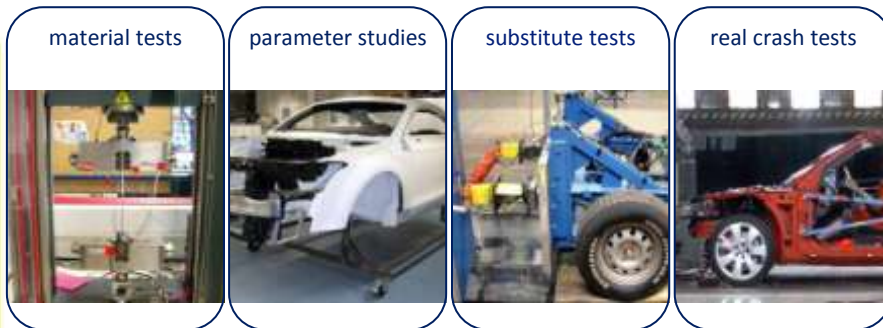 material tests
parameter studies
substitute tests
real crash tests